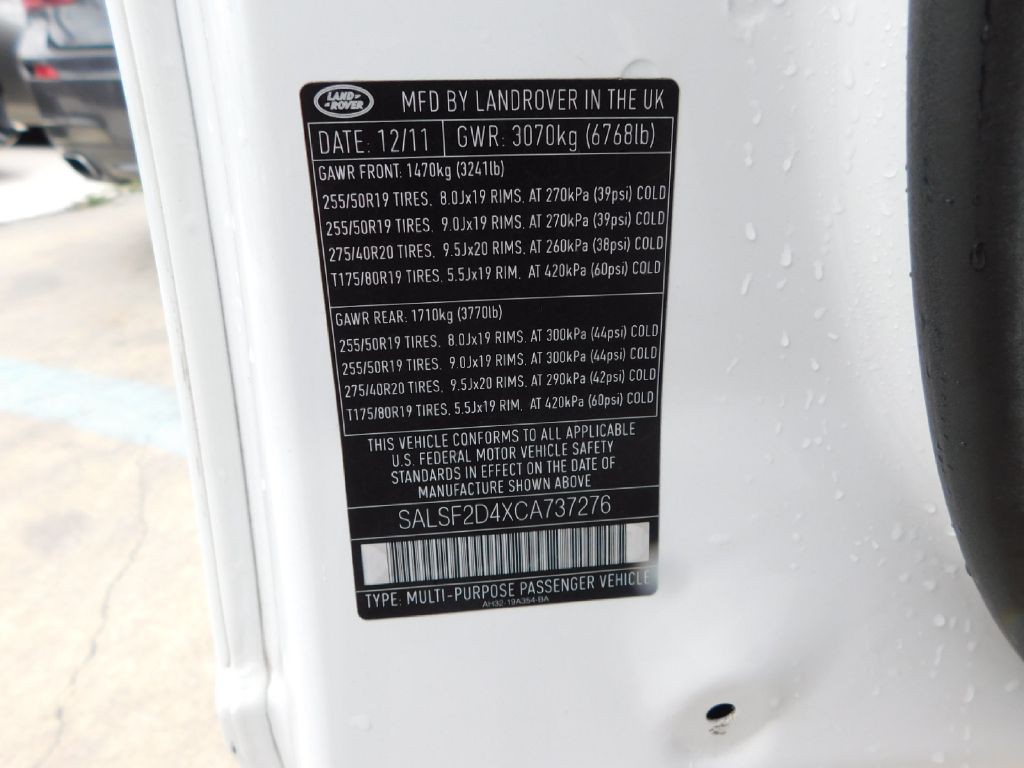 LAND-
-ROVER
MFD BY LANDROVER IN THE UK
DATE: 12/11 GWR: 3070kg (6768lb)
GAWR FRONT: 1470kg (3241lb)
255/50R19 TIRES. 8.0Jx19 RIMS. AT 270kPa (39psi) COLD
255/50R19 TIRES. 9.0Jx19 RIMS. AT 270kPa (39psi) COLD
275/40R20 TIRES. 9.5Jx20 RIMS. AT 260kPa (38psi) COLD
T175/80R19 TIRES. 5.5Jx19 RIM. AT 420kPa (60psi) COLD
GAWR REAR: 1710kg (3770lb)
255/50R19 TIRES. 8.0Jx19 RIMS. AT 300kPa (44psi) COLD
255/50R19 TIRES. 9.0Jx19 RIMS. AT 300kPa (44psi) COLD
275/40R20 TIRES. 9.5Jx20 RIMS. AT 290kPa (42psi) COLD
T175/80R19 TIRES. 5.5Jx19 RIM. AT 420kPa (60psi) COLD
THIS VEHICLE CONFORMS TO ALL APPLICABLE
U.S. FEDERAL MOTOR VEHICLE SAFETY
STANDARDS IN EFFECT ON THE DATE OF
MANUFACTURE SHOWN ABOVE
SALSF2D4XCA737276
TYPE: MULTI-PURPOSE PASSENGER VEHICLE
AH32-19A354-BA